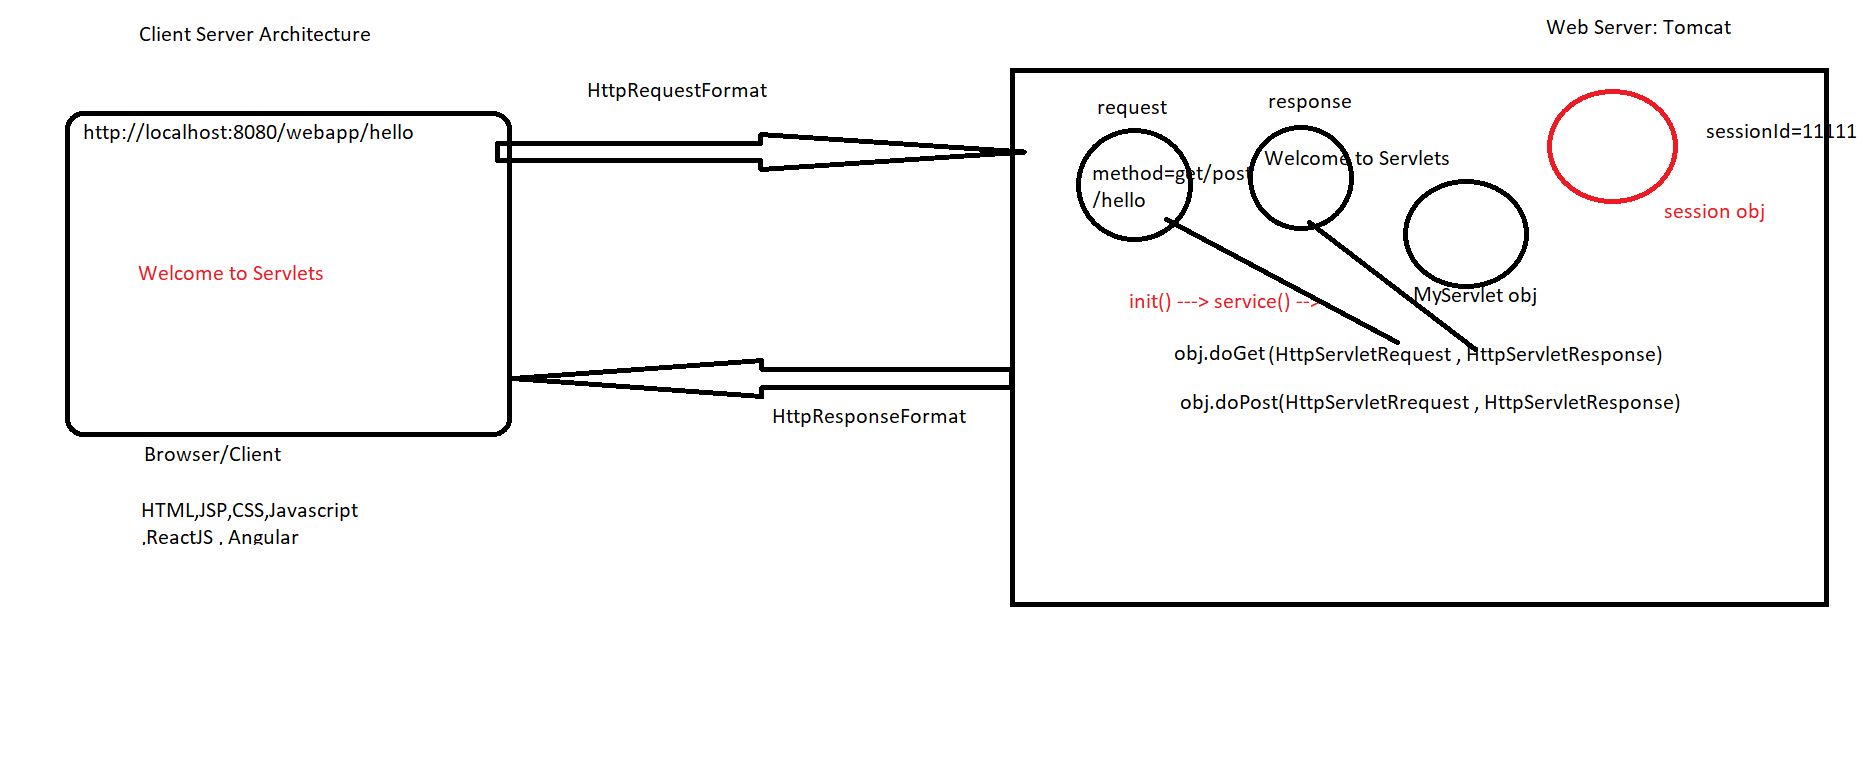 Client Server Architecture
Web Server: Tomcat
HttpRequestFormat
http://localhost:8080/webapp/hello
request
response
sessionId=11111
method=get/post
/hello
Welcome to Servlets
session obj
Welcome to Servlets
MyServlet obj
init() ---> service() -->
obj.doGet(HttpServletRequest , HttpServletResponse)
obj.doPost(HttpServletRrequest , HttpServletResponse)
HttpResponseFormat
Browser/Client
HTML,JSP,CSS,Javascript
,ReactJS , Angular